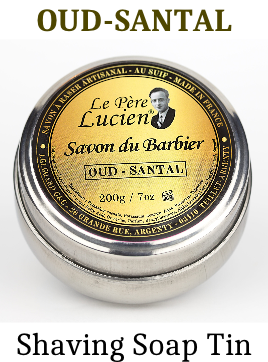 OUD-SANTAL
SAVON À RASER ARTISANAL - AU SUIF - MADE IN FRANCE
Le Père
Lucien
Savon du Barbier
OUD - SANTAL
200g / 7oz
GRANDE RUE, ARGENTY - 03110
Shaving Soap Tin